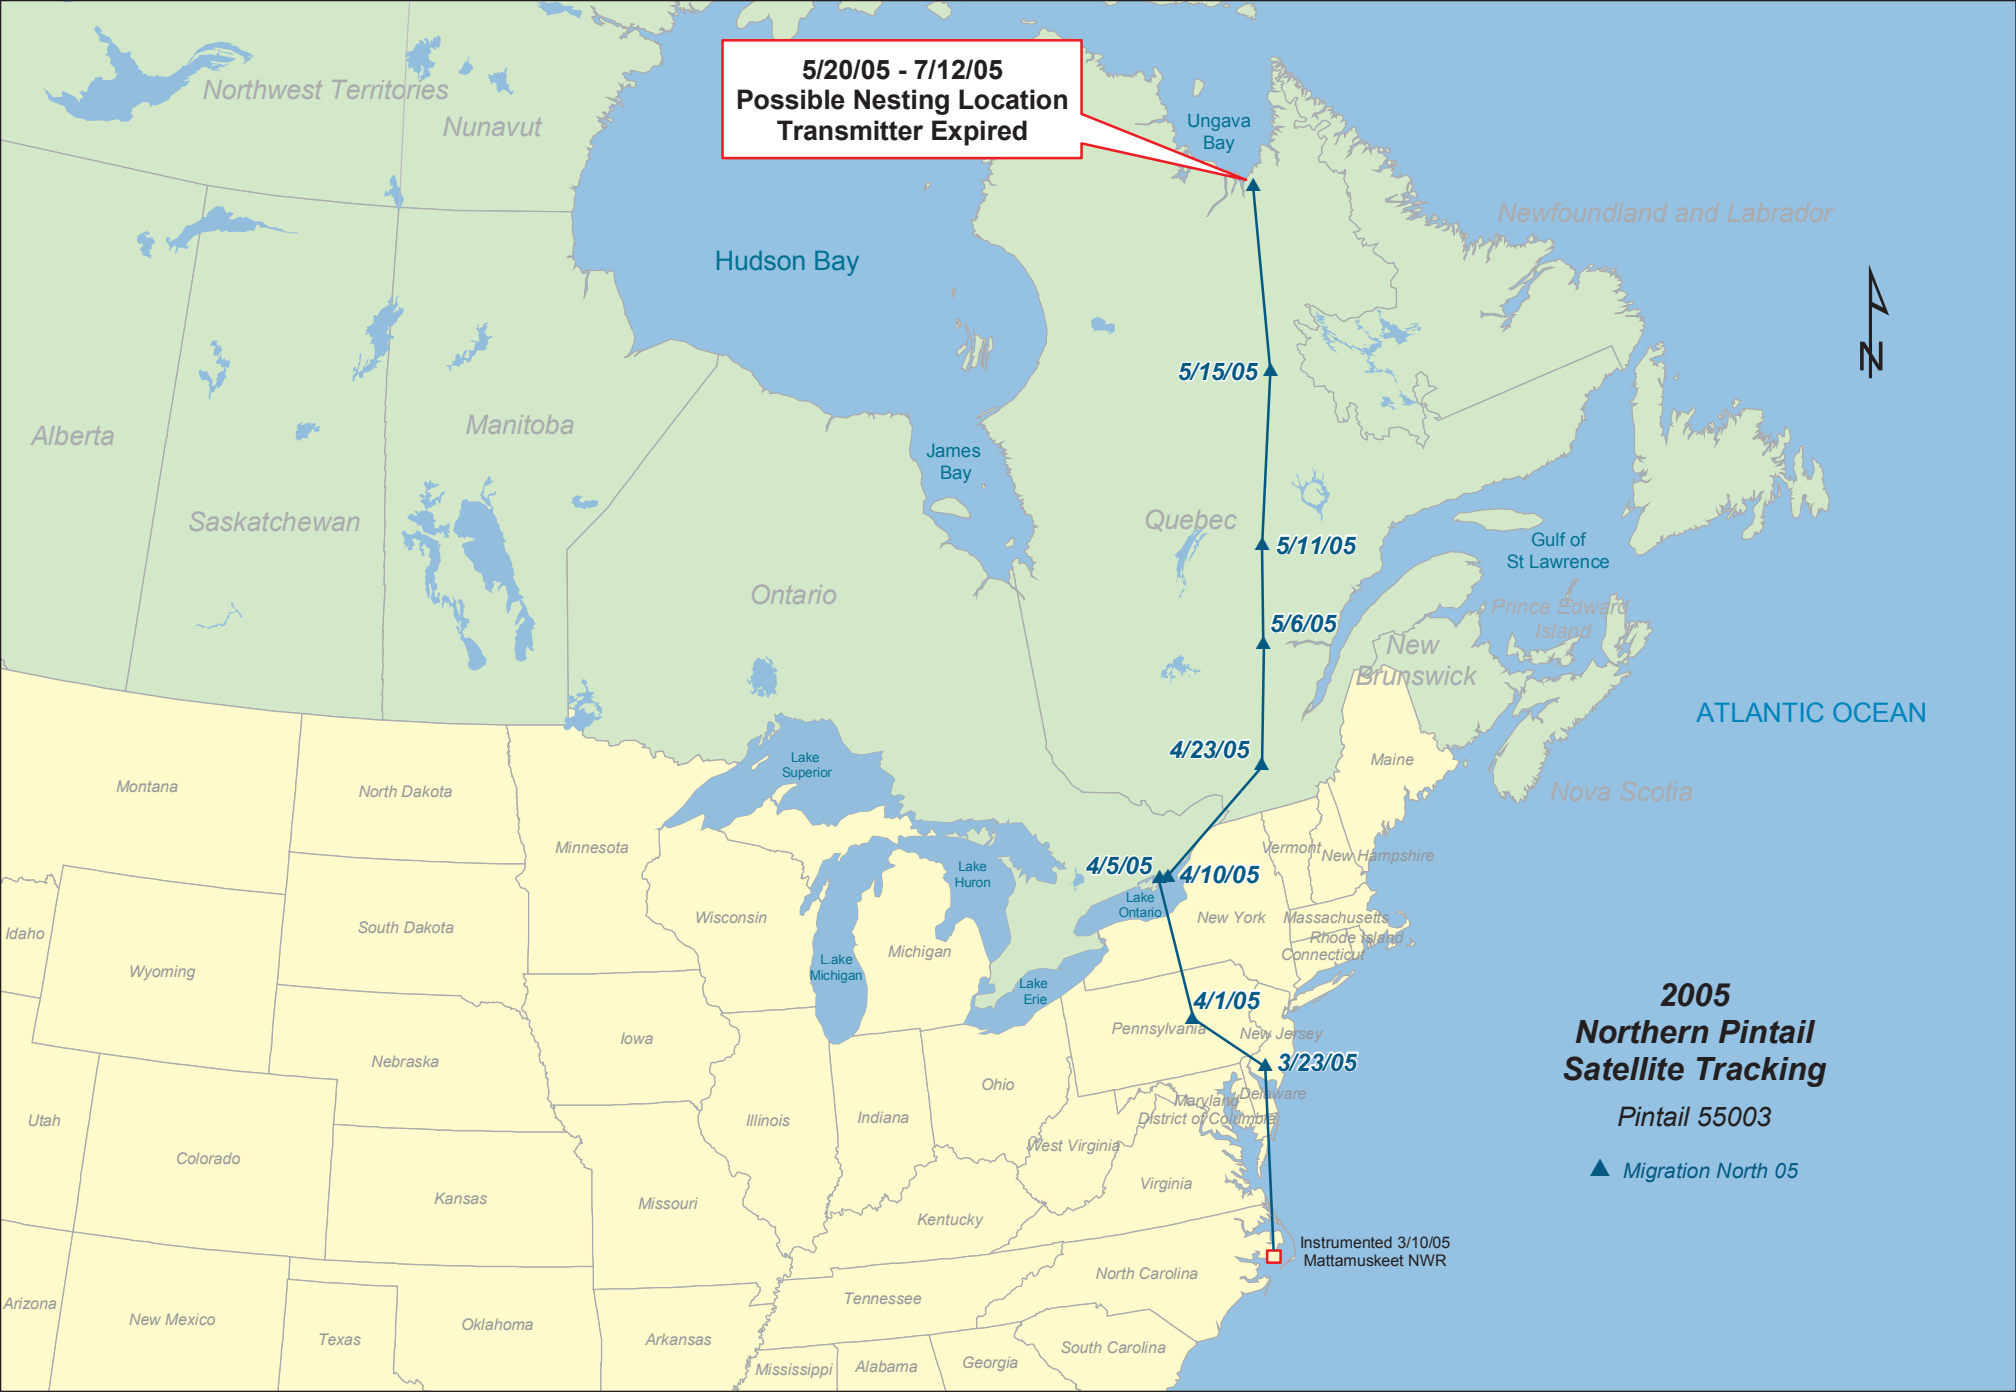 5/20/05 - 7/12/05
Possible Nesting Location
Transmitter Expired
Northwest Territories
Nunavut
Ungava
Bay
Newfoundland and Labrador
Hudson Bay
N
5/15/05
Alberta
Manitoba
James
Bay
Saskatchewan
Quebec
5/11/05
Gulf of
St Lawrence
Ontario
Prince Edward
Island
5/6/05
New
Brunswick
ATLANTIC OCEAN
4/23/05
Lake
Superior
Maine
Montana
North Dakota
Nova Scotia
Minnesota
Vermont
New Hampshire
4/5/05
4/10/05
Lake
Huron
Lake
Ontario
Wisconsin
New York
Massachusetts
South Dakota
Idaho
Rhode Island
Michigan
Connecticut
L.ake
Michigan
Wyoming
Lake
Erie
4/1/05
2005
Northern Pintail
Satellite Tracking
Pintail 55003
Migration North 05
Pennsylvania
New Jersey
Iowa
Nebraska
3/23/05
Ohio
Maryland
Delaware
District of Columbia
Utah
Illinois
Indiana
West Virginia
Colorado
Virginia
Kansas
Missouri
Kentucky
Instrumented 3/10/05
Mattamuskeet NWR
North Carolina
Tennessee
Arizona
New Mexico
Oklahoma
Texas
Arkansas
South Carolina
Georgia
Alabama
Mississippi